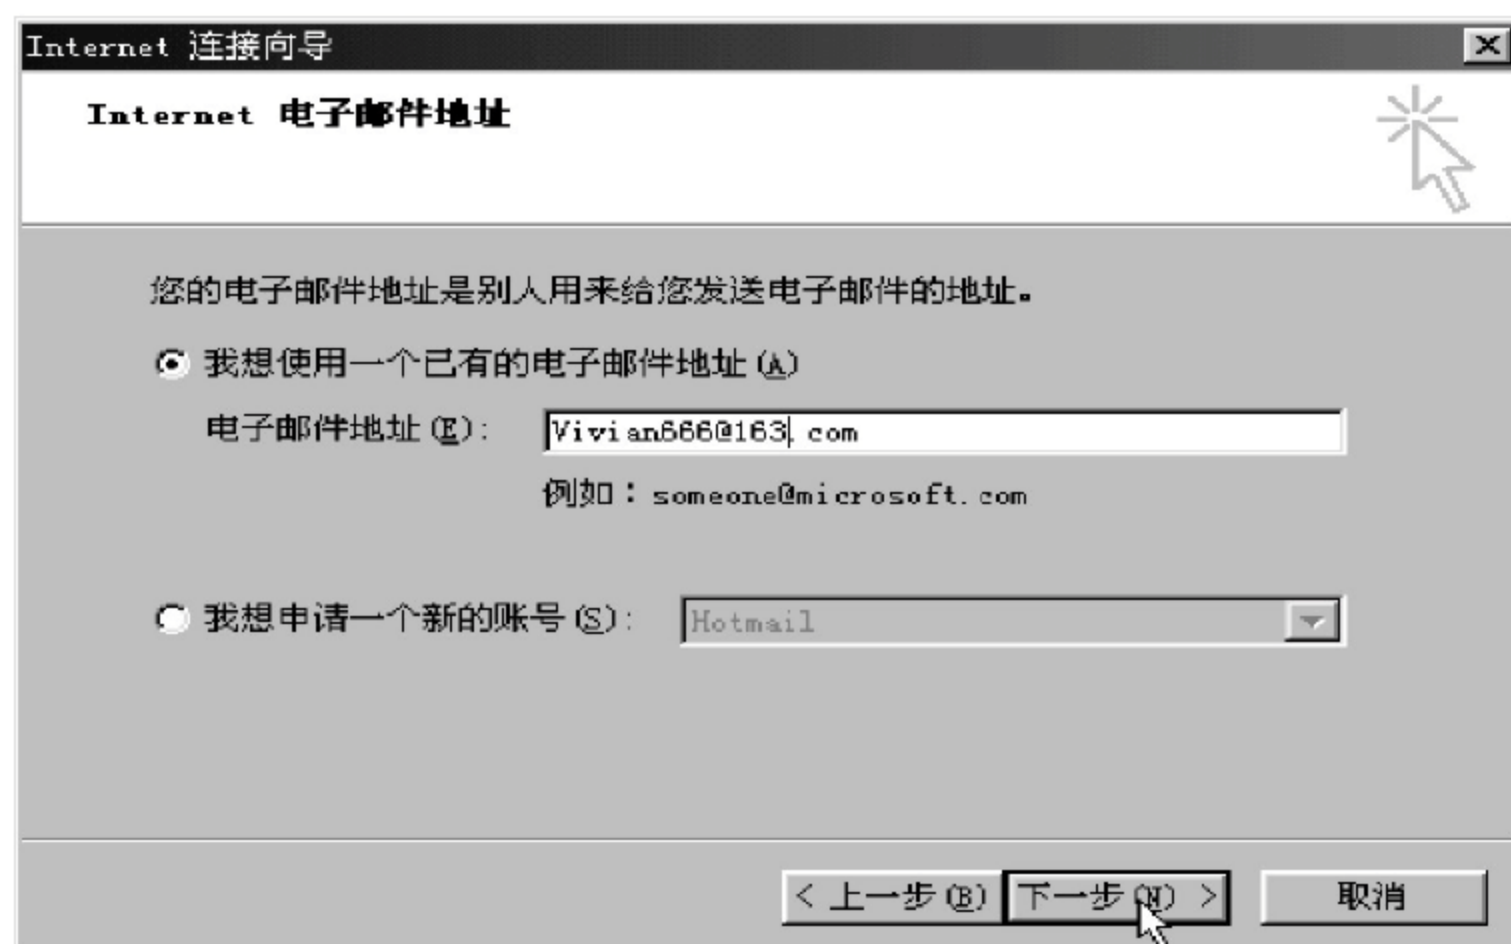 Internet 连接向导
Internet 电子邮件地址
您的电子邮件地址是别人用来给您发送电子邮件的地址。
我想使用一个已有的电子邮件地址(A)
电子邮件地址(E): Vivian666@163.com
例如：someone@microsoft.com
我想申请一个新的账号(S): Hotmail
< 上一步(B) 下一步(N) > 取消